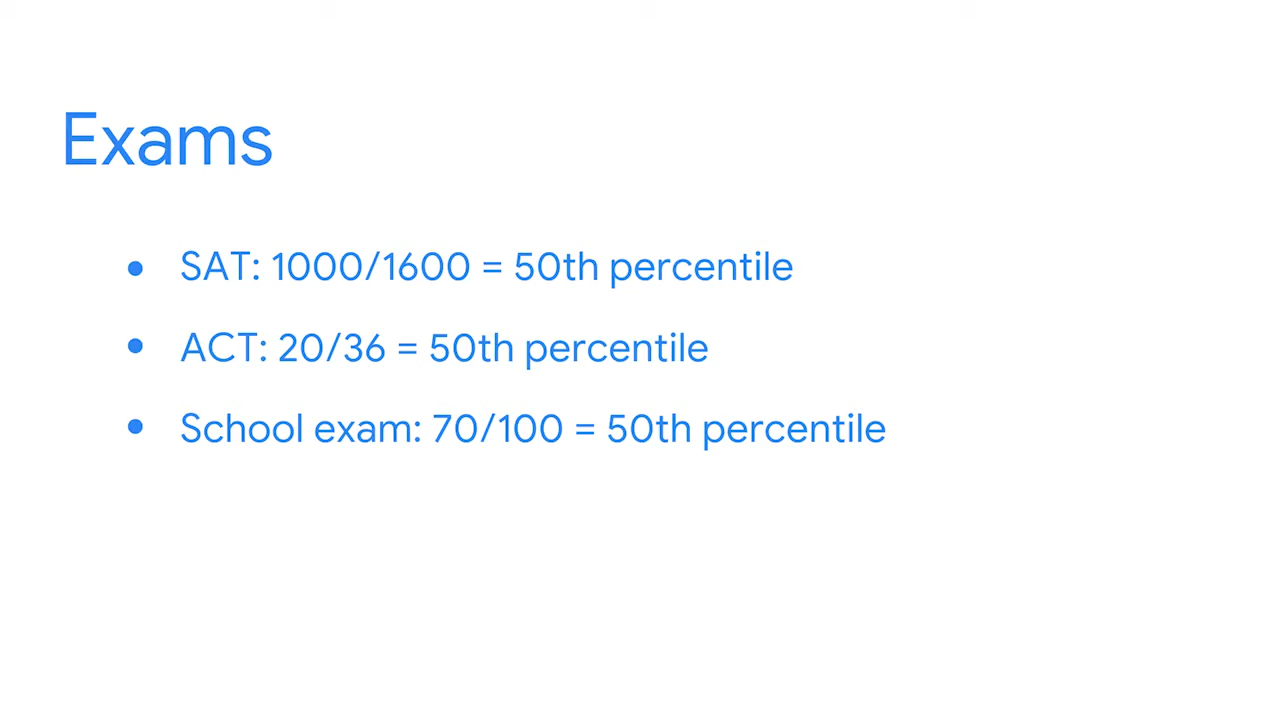 Exams
• SAT: 1000/1600 = 50th percentile
• ACT: 20/36 = 50th percentile
• School exam: 70/100 = 50th percentile